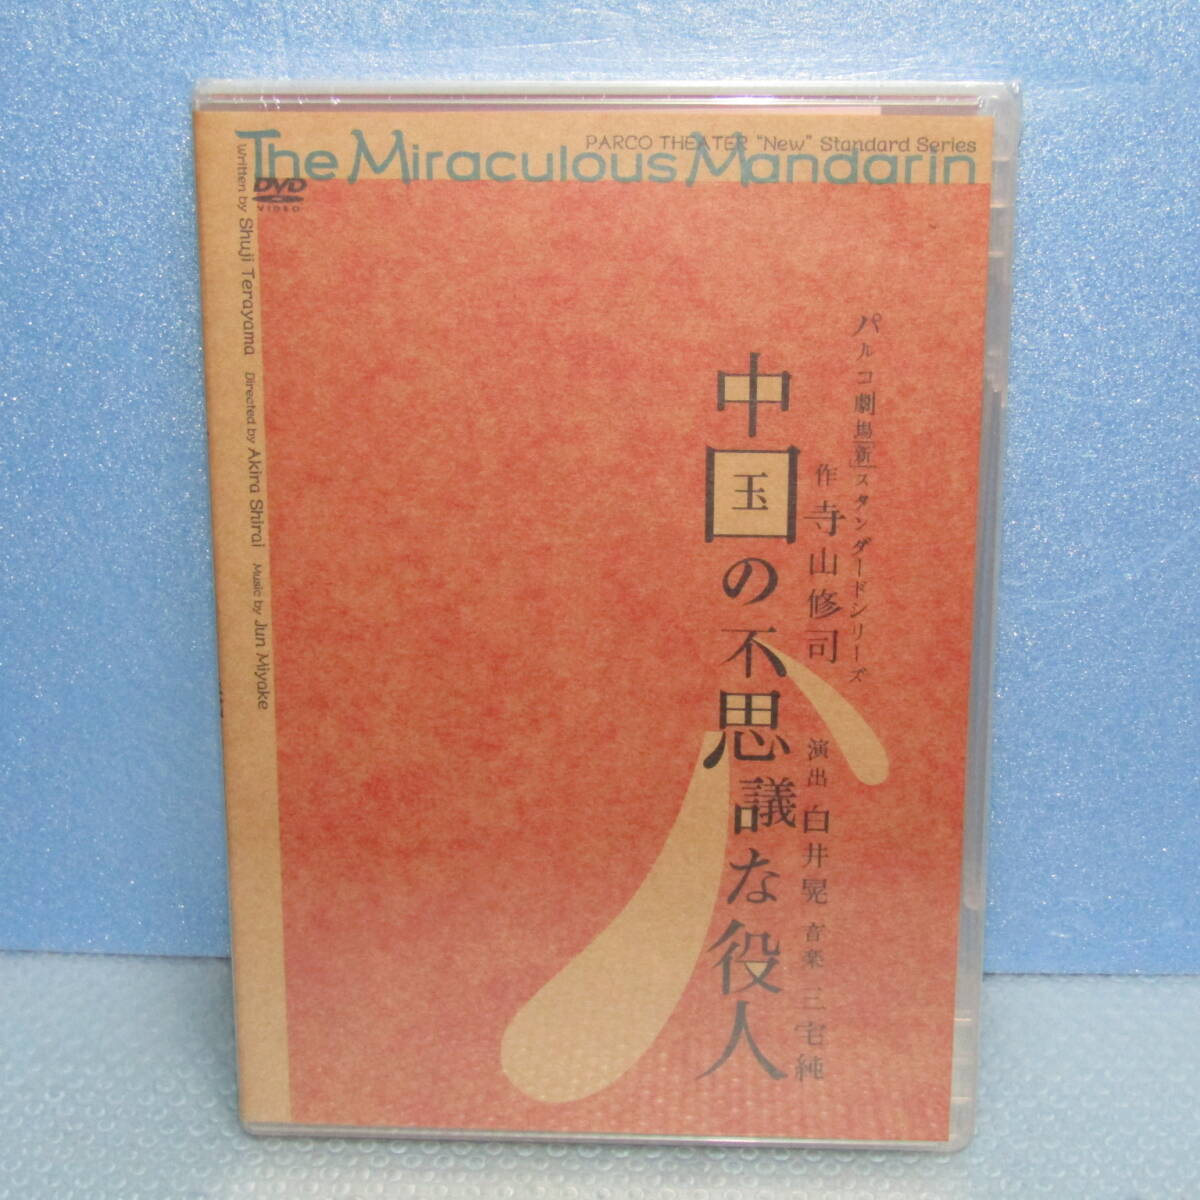 PARCO THEATER "New" Standard Series
The Miraculous Mandarin
DVD
VIDEO
written by Shuji Terayama Directed by Akira Shirai Music by Jun Miyake
パルコ劇場「新」スタンダードシリーズ
作 寺山修司 演出 白井晃 音楽 三宅純
中国の不思議な役人